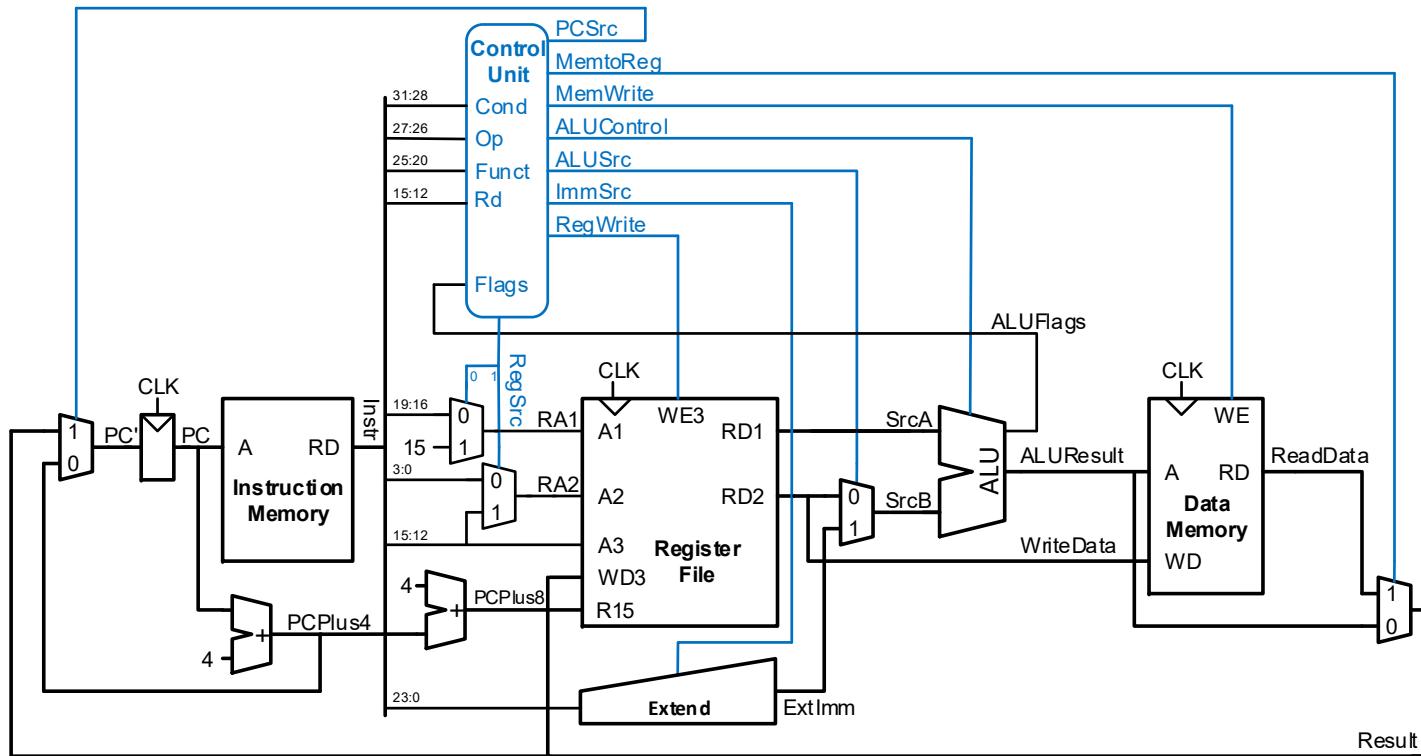 PCSrc
Control
Unit
MemtoReg
MemWrite
ALUControl
ALUSrc
ImmSrc
RegWrite
31:28
Cond
27:26
Op
25:20
Funct
15:12
Rd
Flags
ALUFlags
0 1
RegSrc
Instr
CLK
CLK
CLK
1
0
PC'
PC
A
RD
Instruction
Memory
19:16
15
0
1
RA1
A1
WE3
RD1
SrcA
ALU
ALUResult
WE
ReadData
3:0
0
1
RA2
A2
RD2
0
1
SrcB
A
RD
Data
Memory
15:12
A3
Register
File
WriteData
WD
WD3
4
+
PCPlus8
R15
1
0
4
+
PCPlus4
23:0
Extend
ExtImm
Result